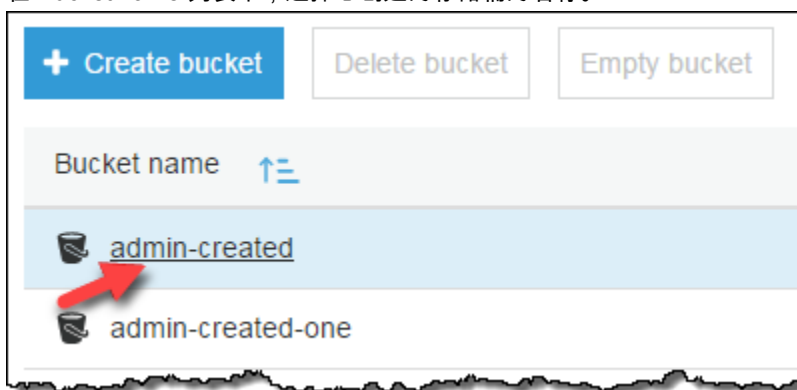 + Create bucket Delete bucket Empty bucket
Bucket name
admin-created
admin-created-one